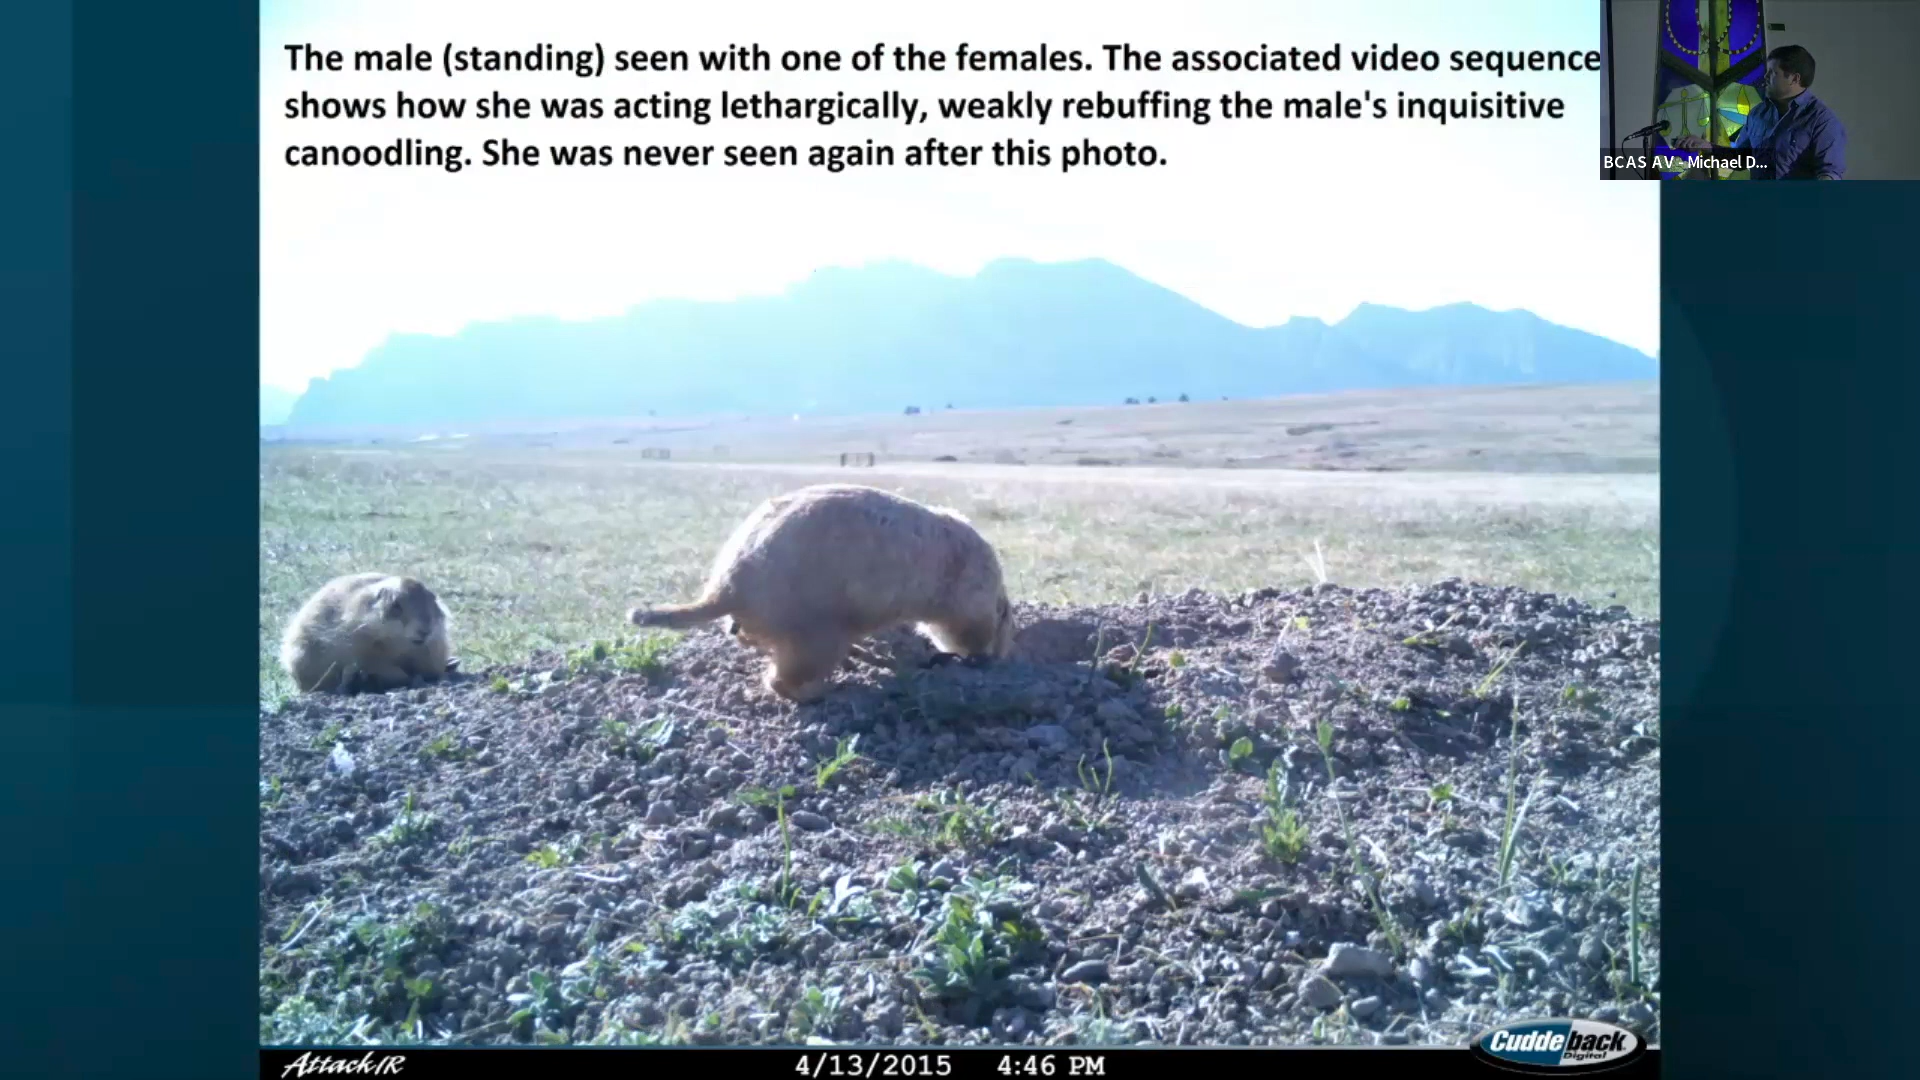 The male (standing) seen with one of the females. The associated video sequence
shows how she was acting lethargically, weakly rebuffing the male's inquisitive
canoodling. She was never seen again after this photo.
BCAS AV - Michael D...
AttackIR
4/13/2015
4:46 PM
Cuddeback
Digital